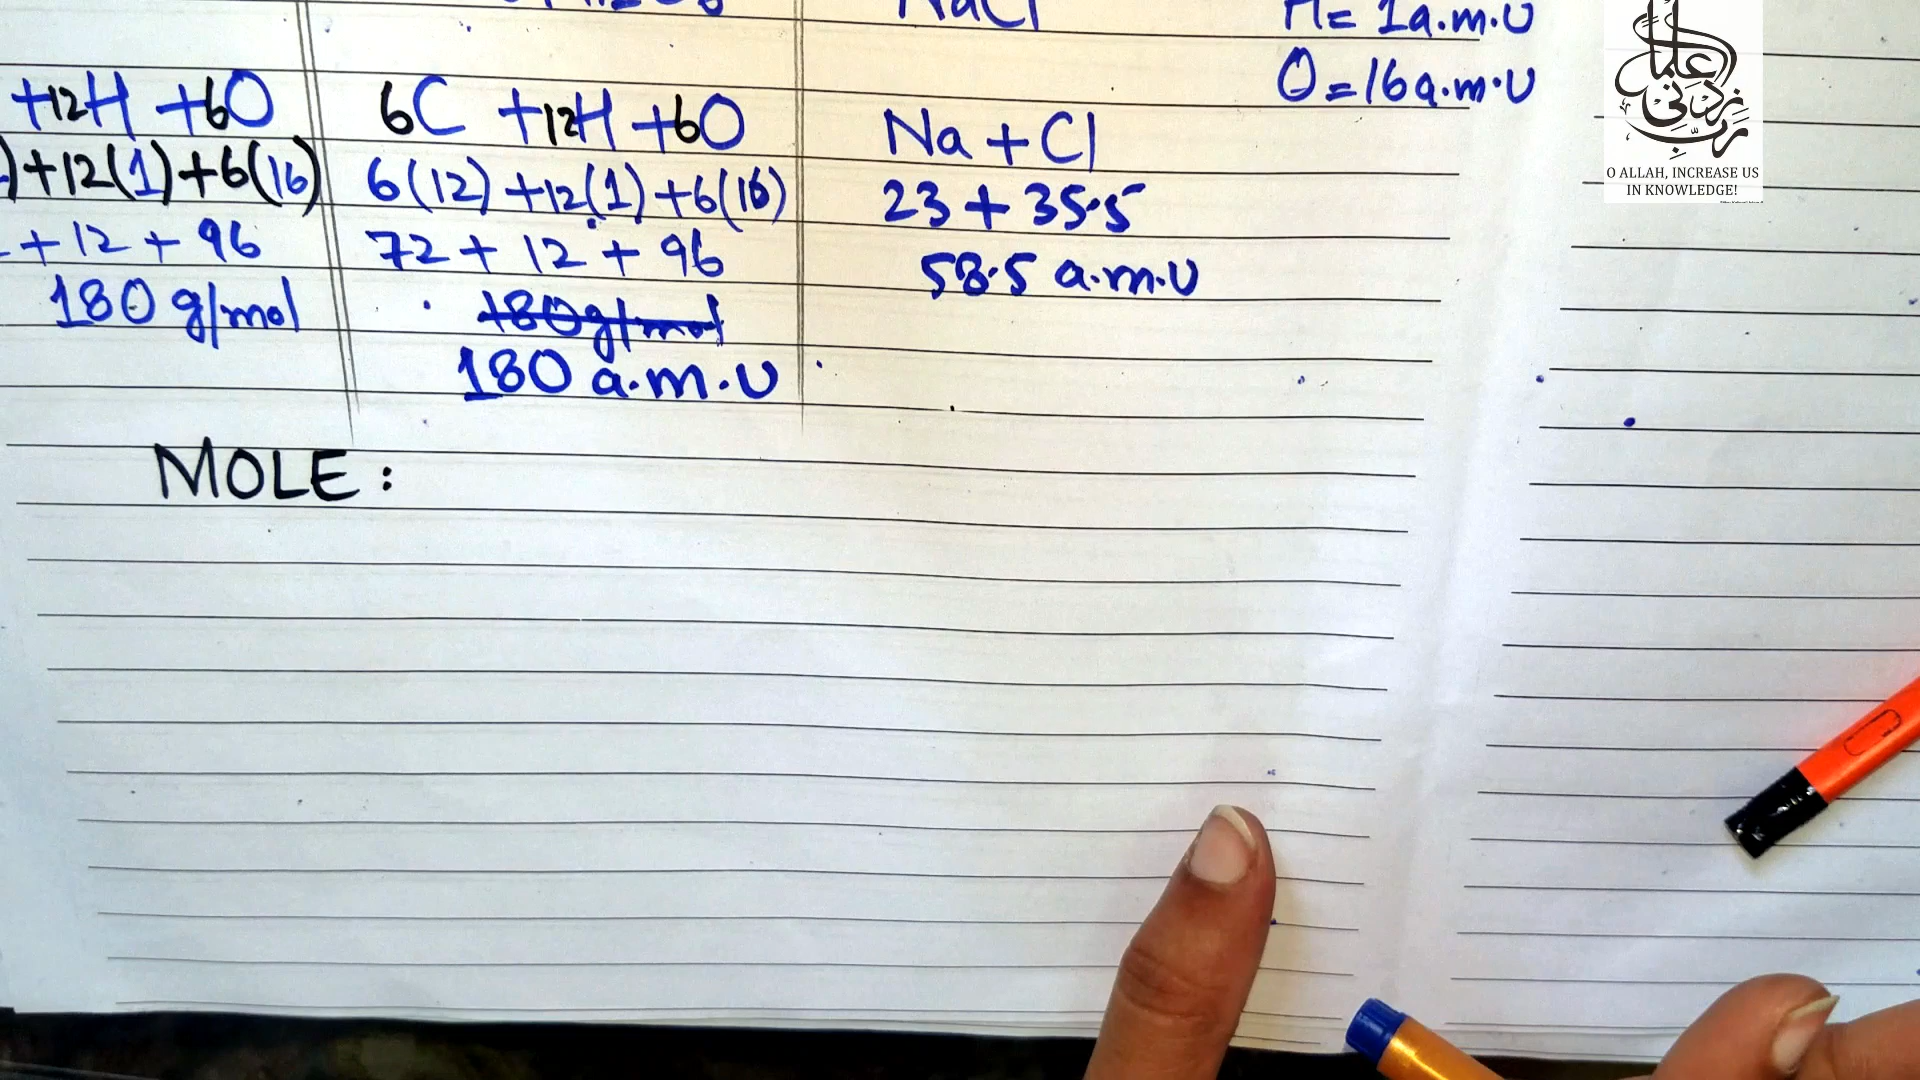 NaCl
H= 1a.m.U
O=16a.m.U
+12H +6O
)+12(1)+6(16)
+ 12 + 96
180 g/mol
6C +12H +6O
6(12) +12(1) +6(16)
72 + 12 + 96
180g/mol
180 a.m.U
Na + Cl
23 + 35.5
58.5 a.m.U
MOLE :
رَبِّ زِدْنِي عِلْمًا
O ALLAH, INCREASE US
IN KNOWLEDGE!